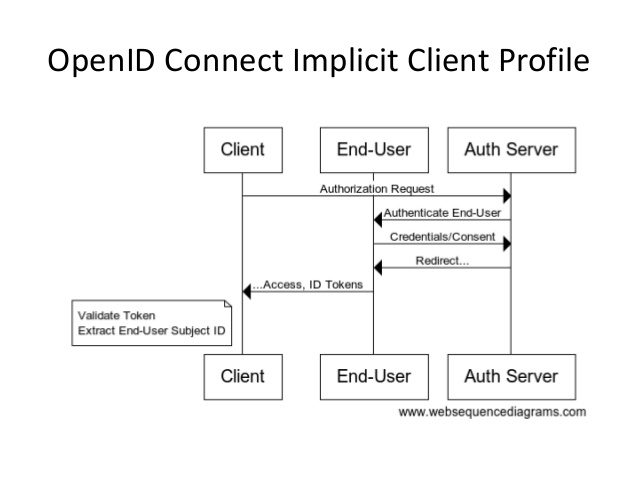 OpenID Connect Implicit Client Profile
Client
End-User
Auth Server
Authorization Request
Authenticate End-User
Credentials/Consent
Redirect...
...Access, ID Tokens
Validate Token
Extract End-User Subject ID
Client
End-User
Auth Server
www.websequencediagrams.com